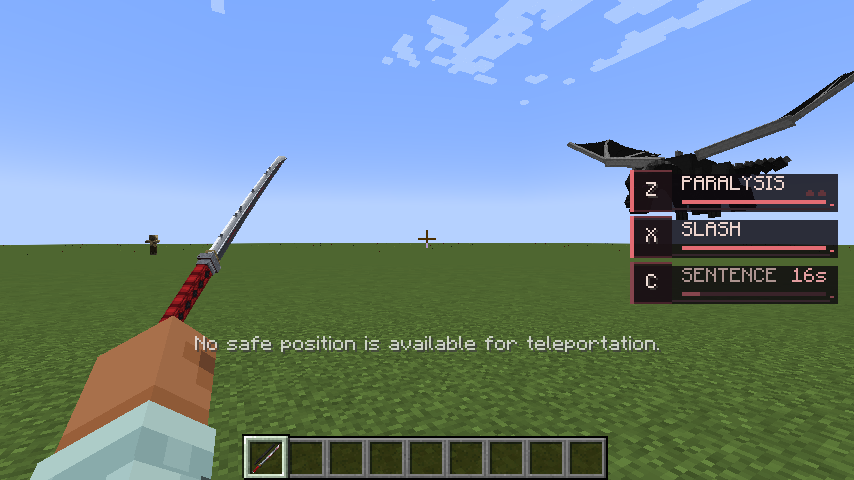 Z PARALYSIS
X SLASH
C SENTENCE 16s
No safe position is available for teleportation.